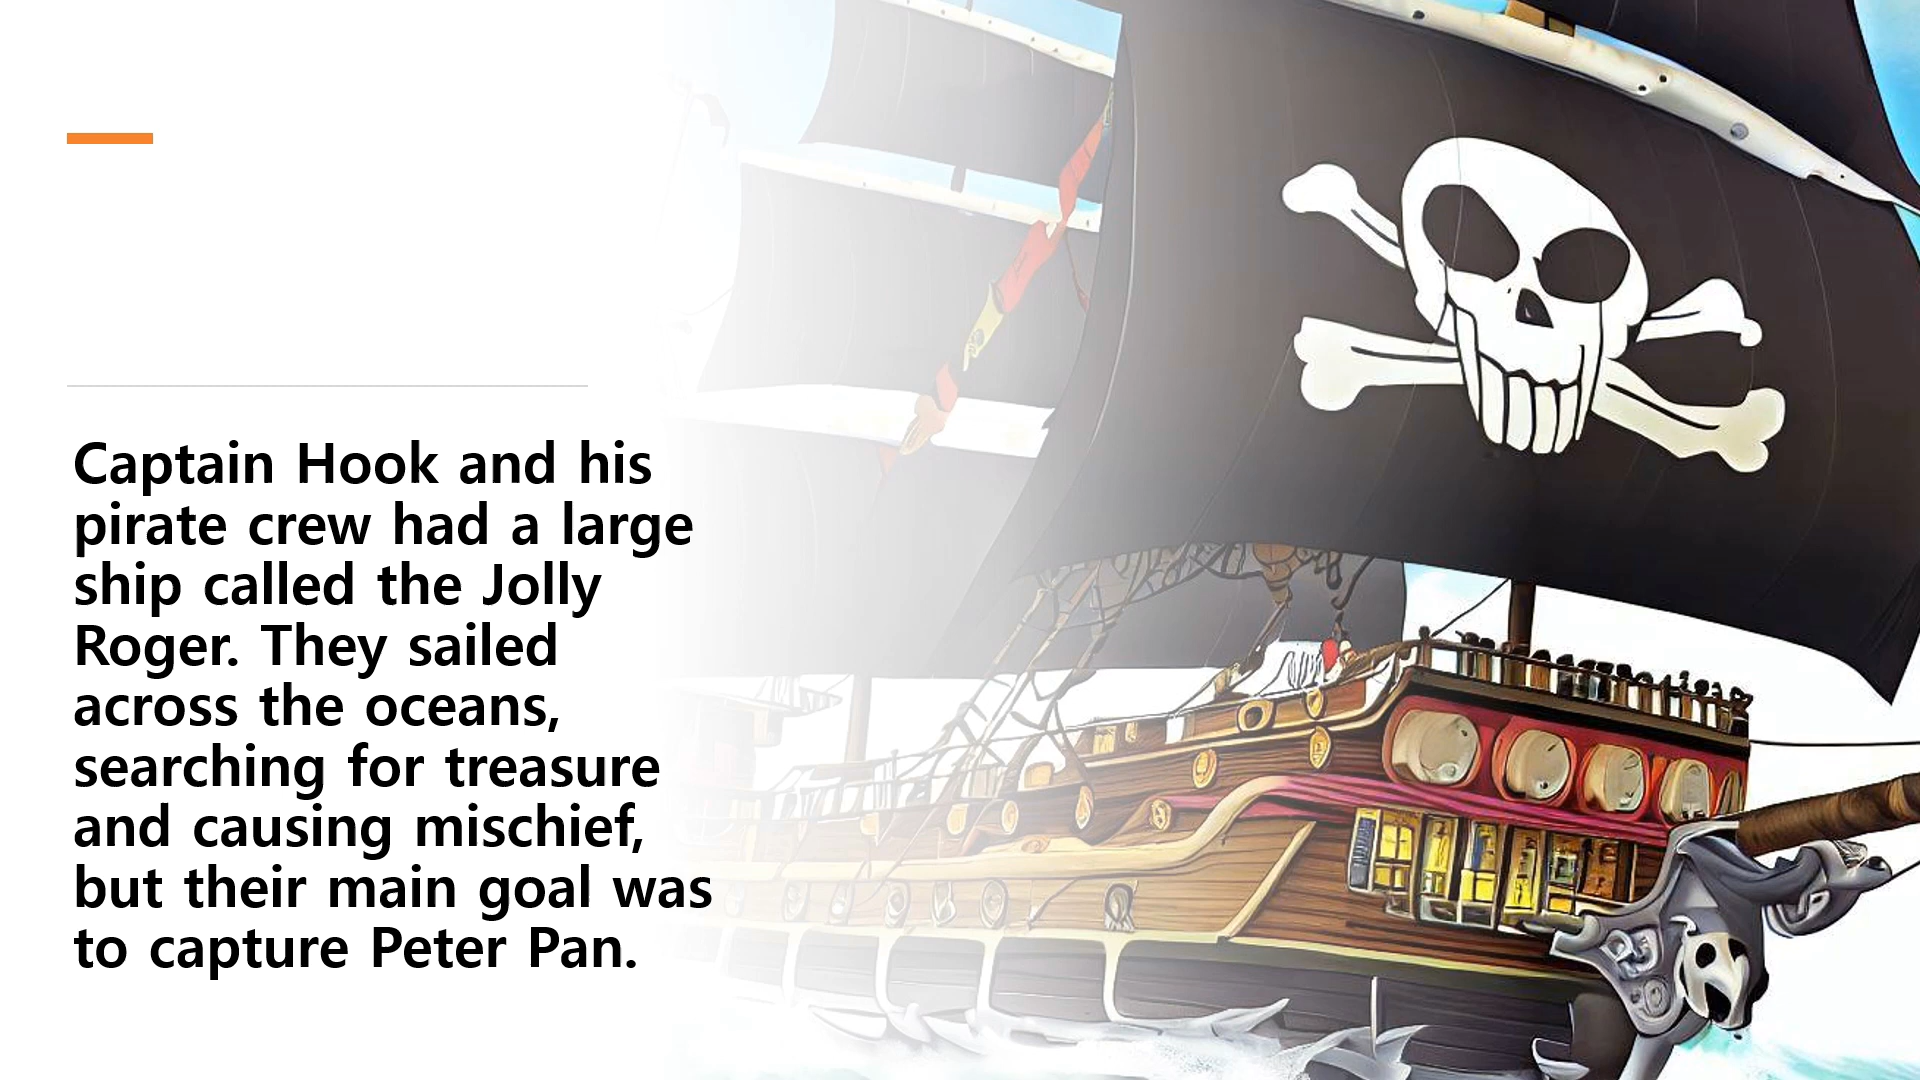 Captain Hook and his
pirate crew had a large
ship called the Jolly
Roger. They sailed
across the oceans,
searching for treasure
and causing mischief,
but their main goal was
to capture Peter Pan.